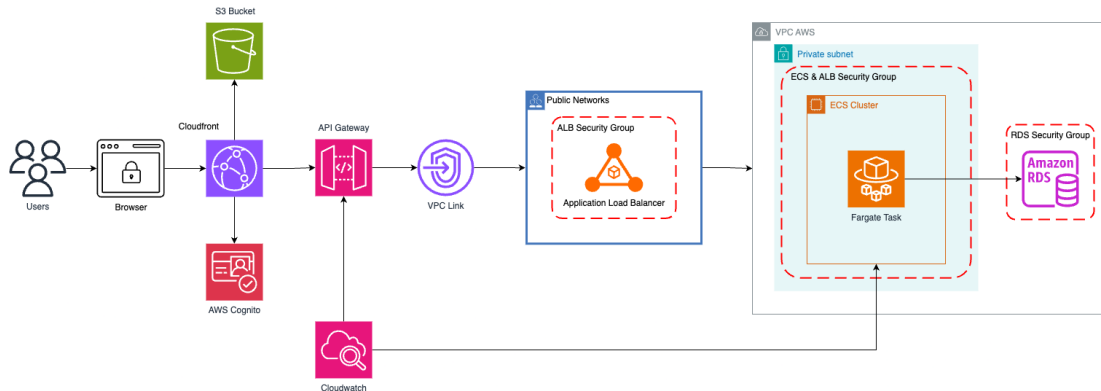 S3 Bucket
VPC AWS
Private subnet
ECS & ALB Security Group
Public Networks
ECS Cluster
Cloudfront
API Gateway
ALB Security Group
RDS Security Group
Amazon
RDS
Users
Browser
VPC Link
Application Load Balancer
Fargate Task
AWS Cognito
Cloudwatch